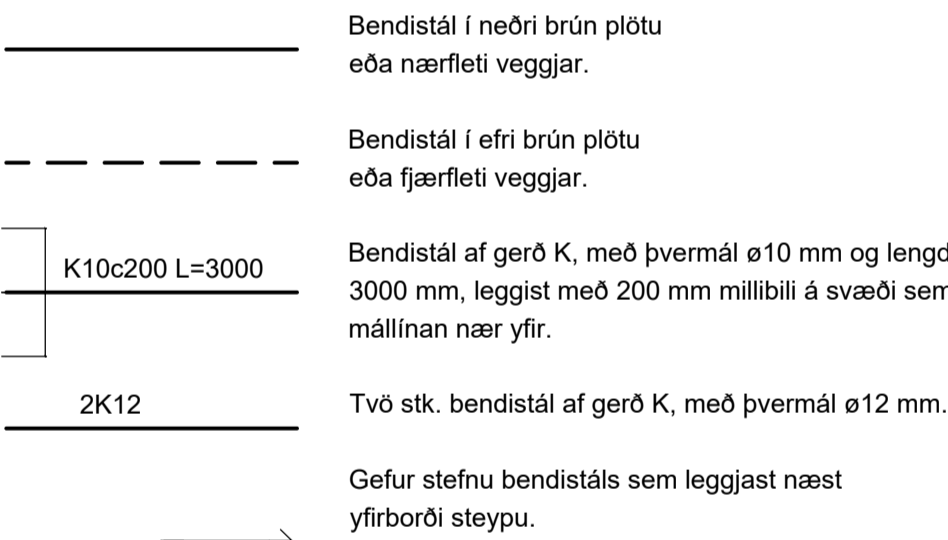 Bendistál í neðri brún plötu
eða nærfleti veggjar.
Bendistál í efri brún plötu
eða fjærfleti veggjar.
K10c200 L=3000
Bendistál af gerð K, með þvermál ø10 mm og lengd
3000 mm, leggist með 200 mm millibili á svæði sem
mállínan nær yfir.
2K12
Tvö stk. bendistál af gerð K, með þvermál ø12 mm.
Gefur stefnu bendistáls sem leggjast næst
yfirborði steypu.